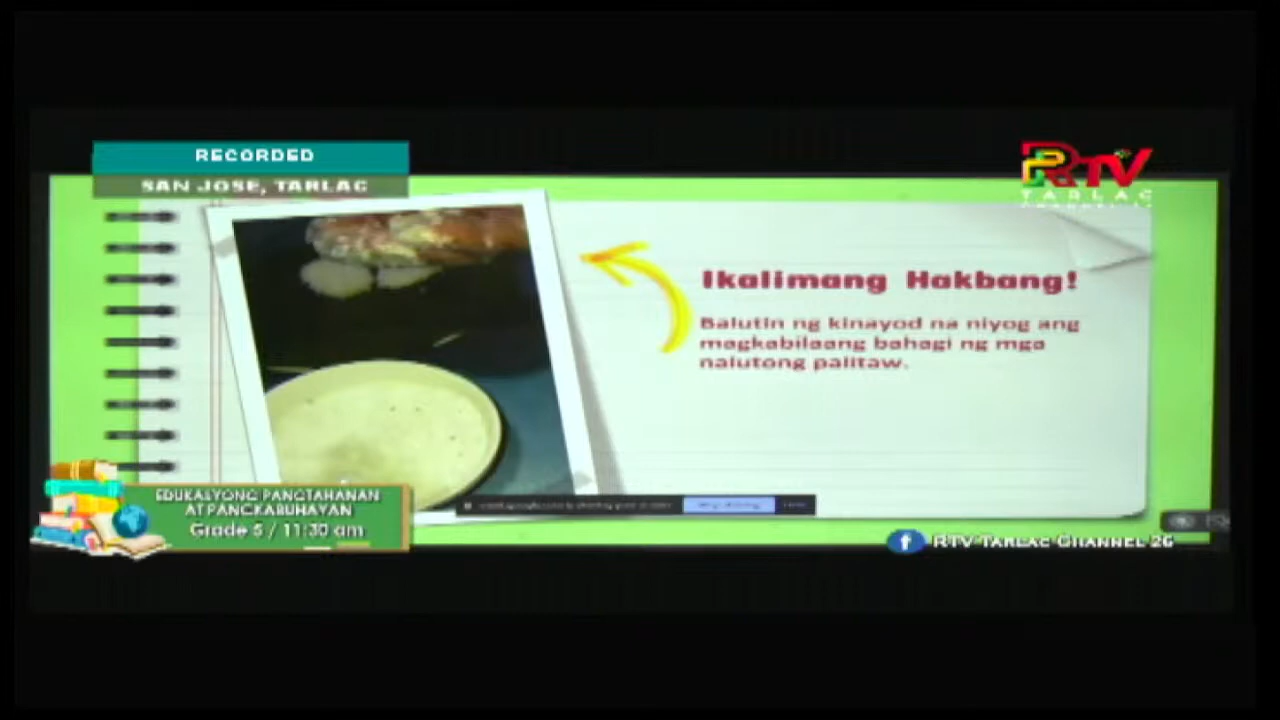 RECORDED
SAN JOSE, TARLAC
RTV
TARLAC
Ikalimang Hakbang!
Balutin ng kinayod na niyog ang
magkabilaang bahagi ng mga
nalutong palitaw.
EDUKASYONG PANGTAHANAN
AT PANGKABUHAYAN
Grade 5 / 11:30 am
RTV TARLAC CHANNEL 26